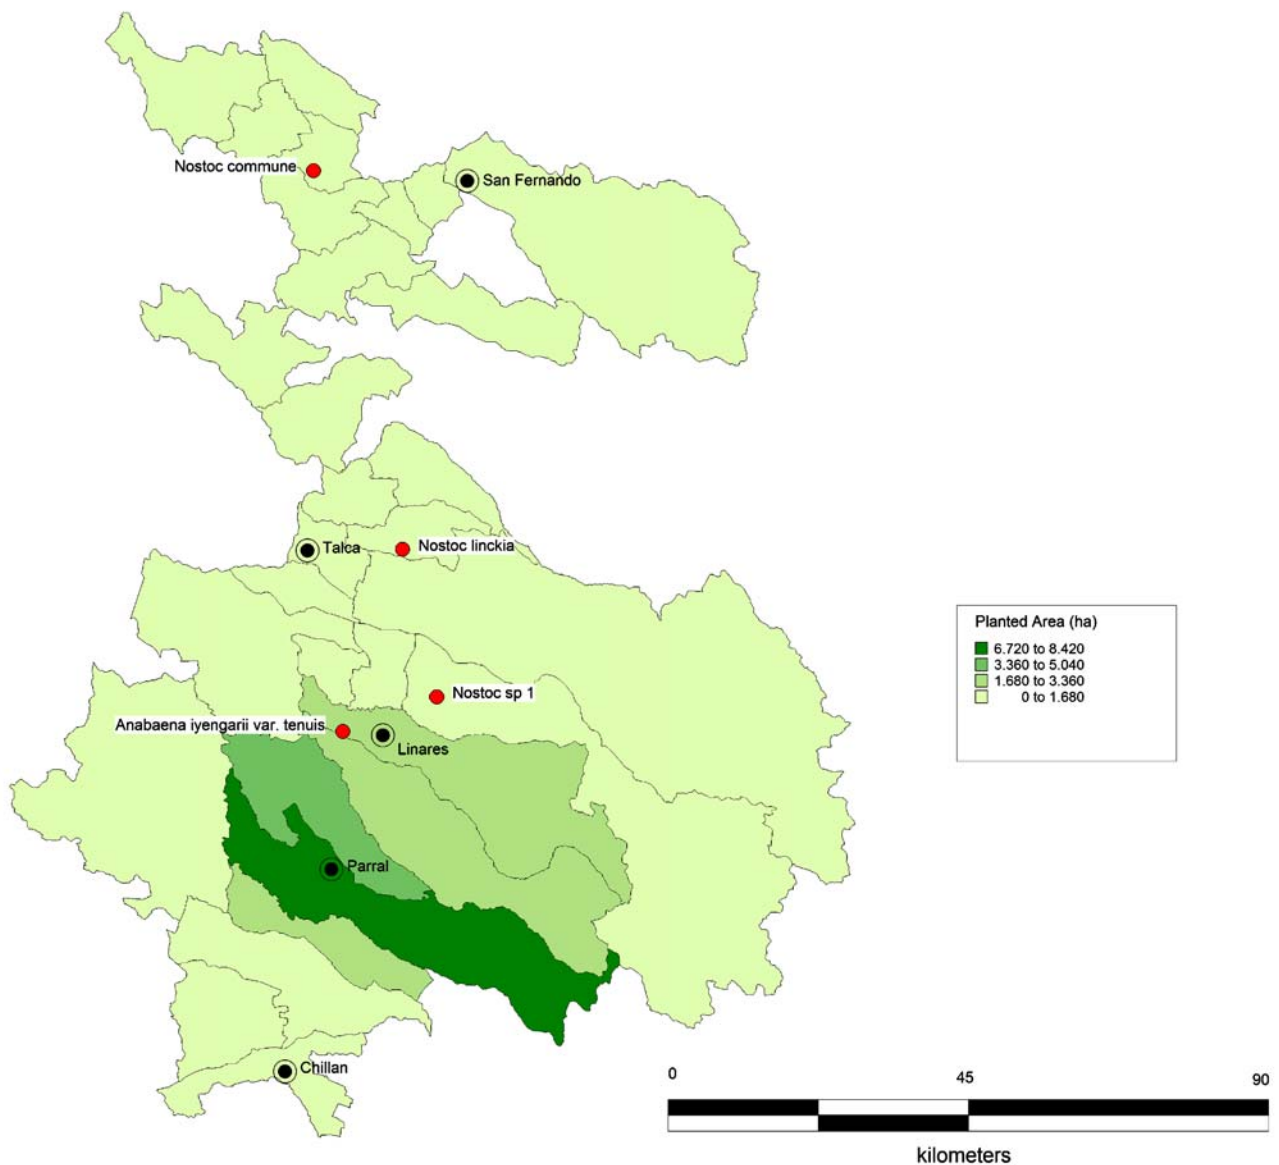 Nostoc commune
San Fernando
Talca
Nostoc linckia
Planted Area (ha)
6.720 to 8.420
3.360 to 5.040
1.680 to 3.360
0 to 1.680
Nostoc sp 1
Anabaena iyengarii var. tenuis
Linares
Parral
Chillan
0 45 90
kilometers